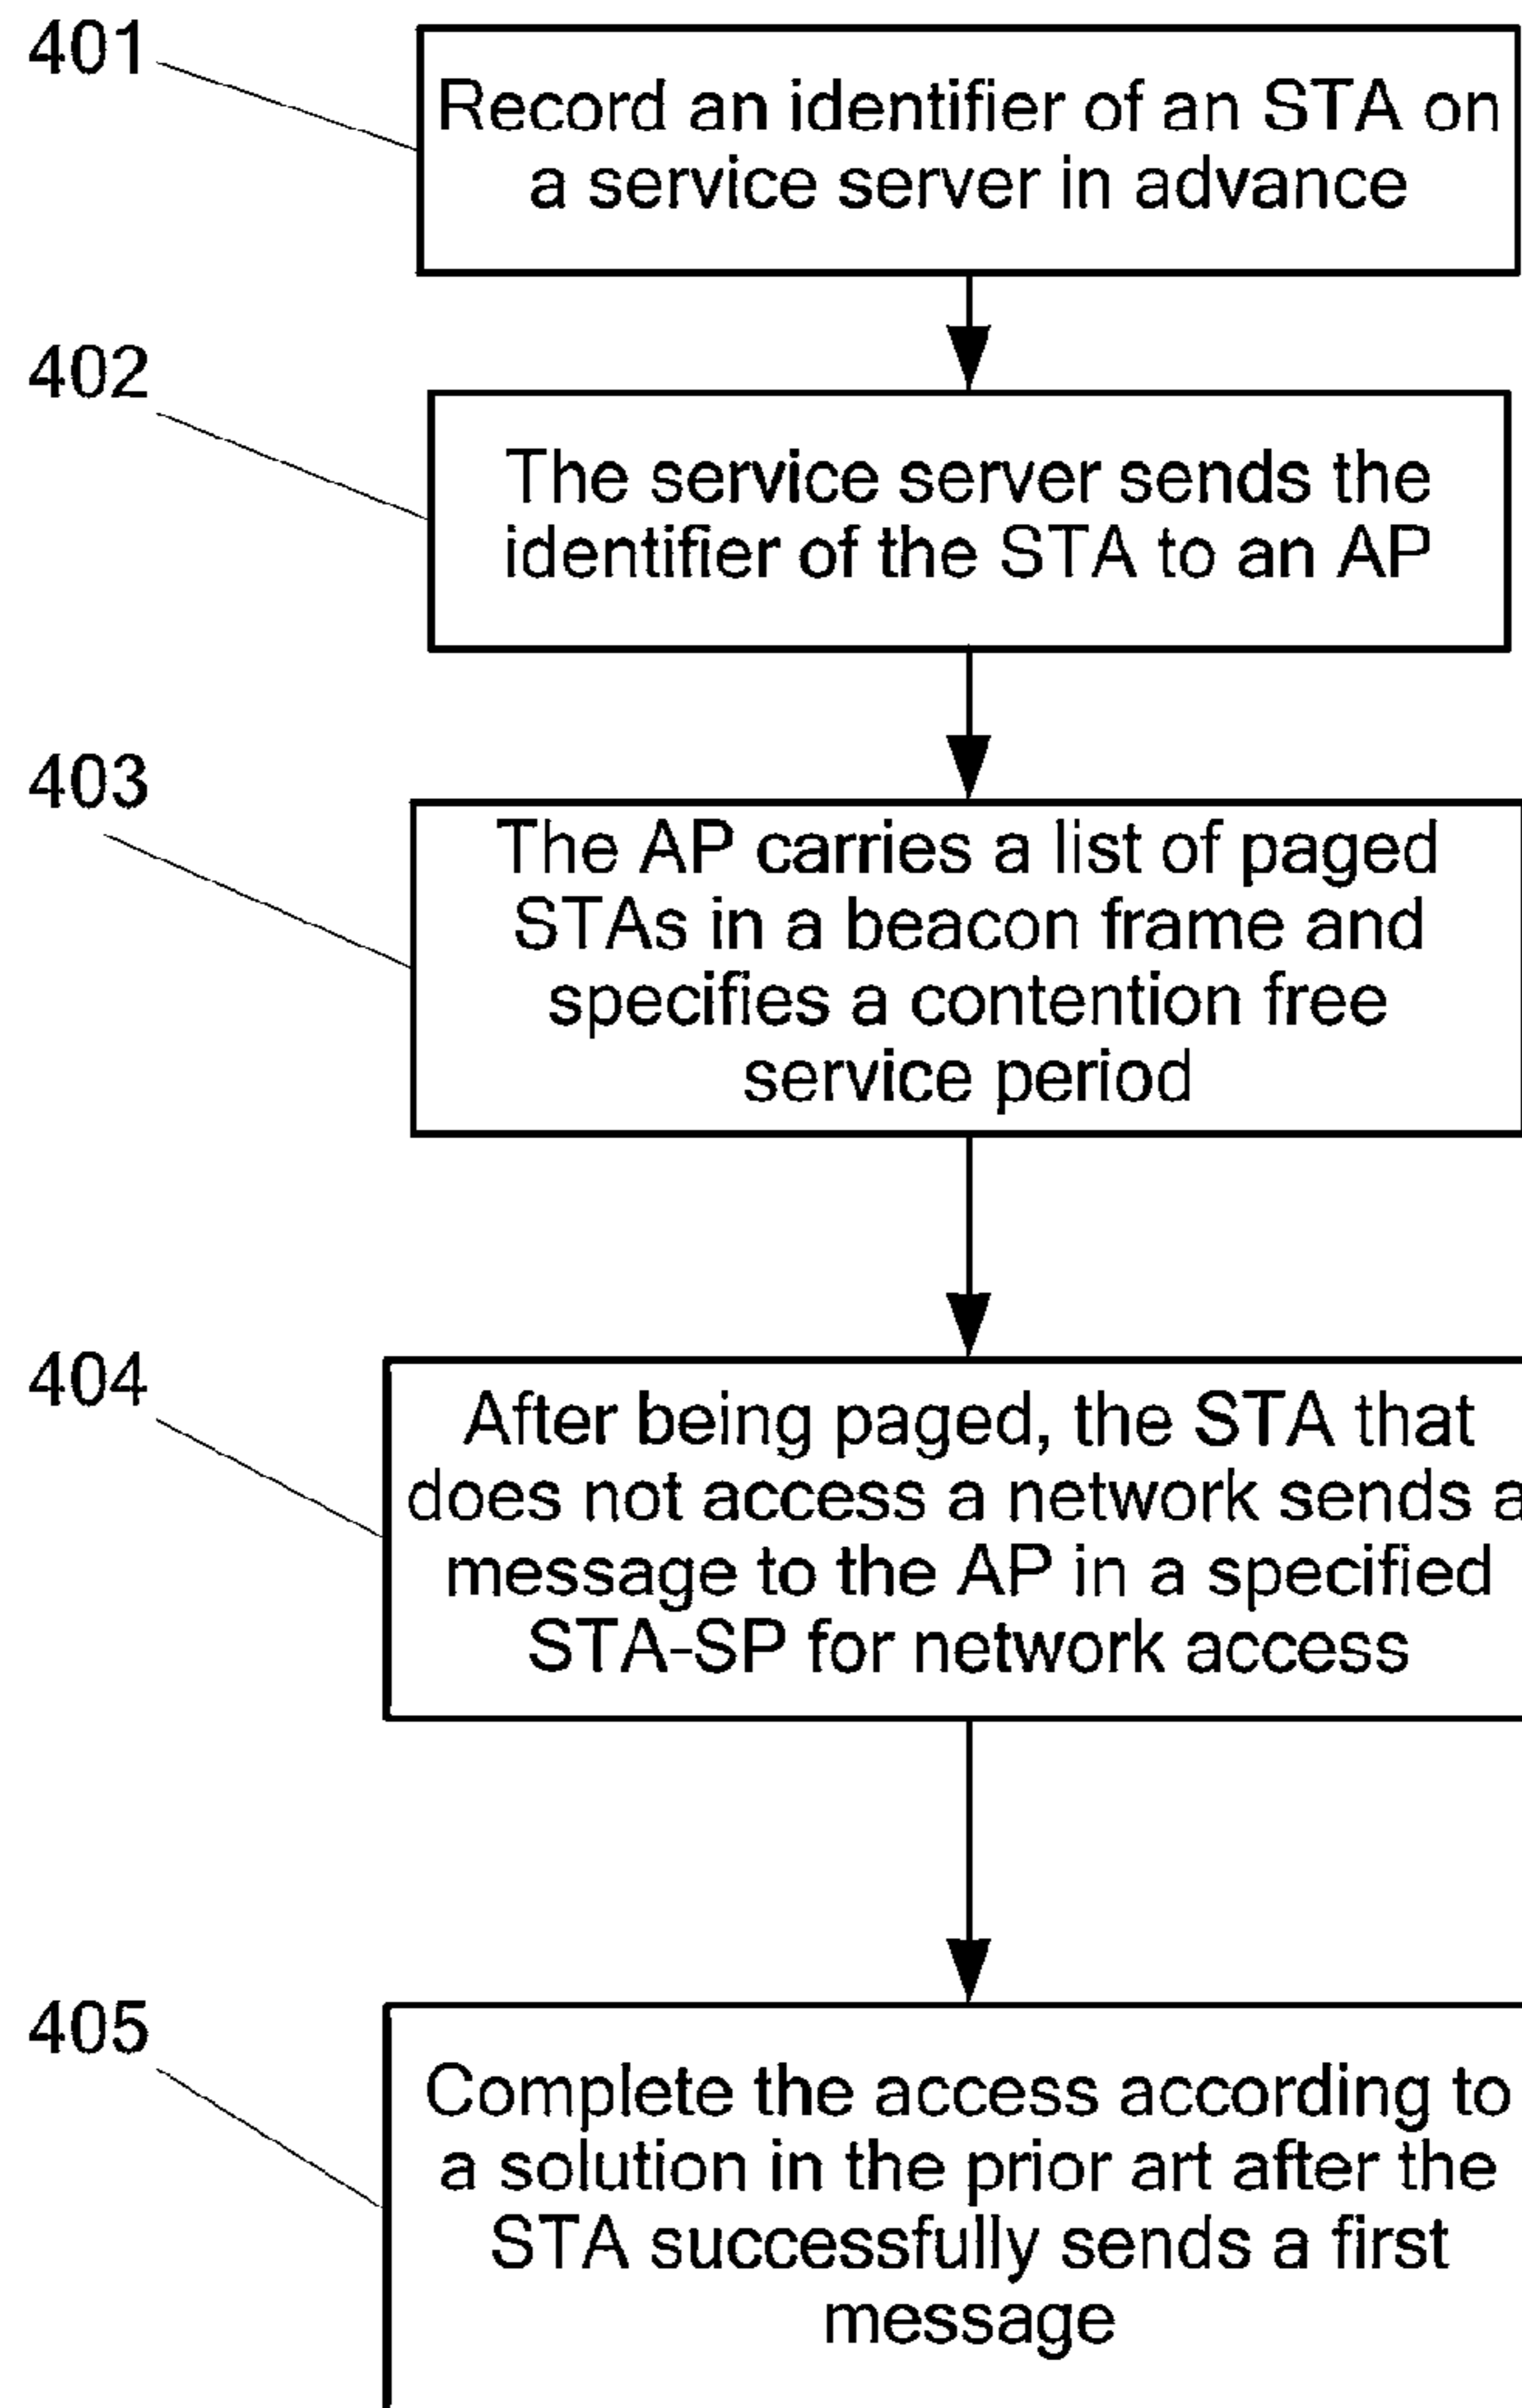 401
Record an identifier of an STA on
a service server in advance
402
The service server sends the
identifier of the STA to an AP
403
The AP carries a list of paged
STAs in a beacon frame and
specifies a contention free
service period
404
After being paged, the STA that
does not access a network sends a
message to the AP in a specified
STA-SP for network access
405
Complete the access according to
a solution in the prior art after the
STA successfully sends a first
message